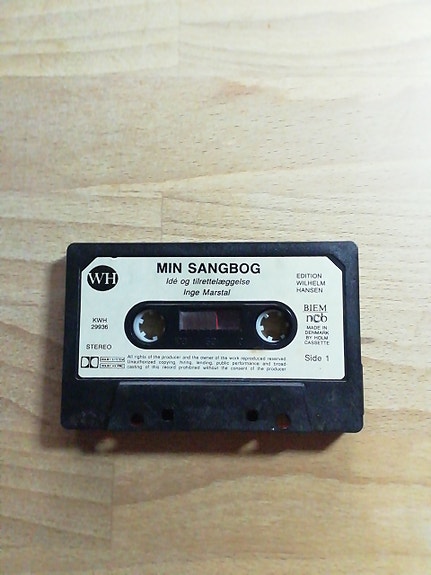 WH
MIN SANGBOG
Idé og tilrettelæggelse
Inge Marstal
EDITION
WILHELM
HANSEN
KWH
29936
BIEM
ncb
MADE IN
DENMARK
BY HOLM
CASSETTE
STEREO
Side 1
All rights of the producer and the owner of the work reproduced reserved
Unauthorized copying, hiring, lending, public performance and broad
casting of this record prohibited without the consent of the producer